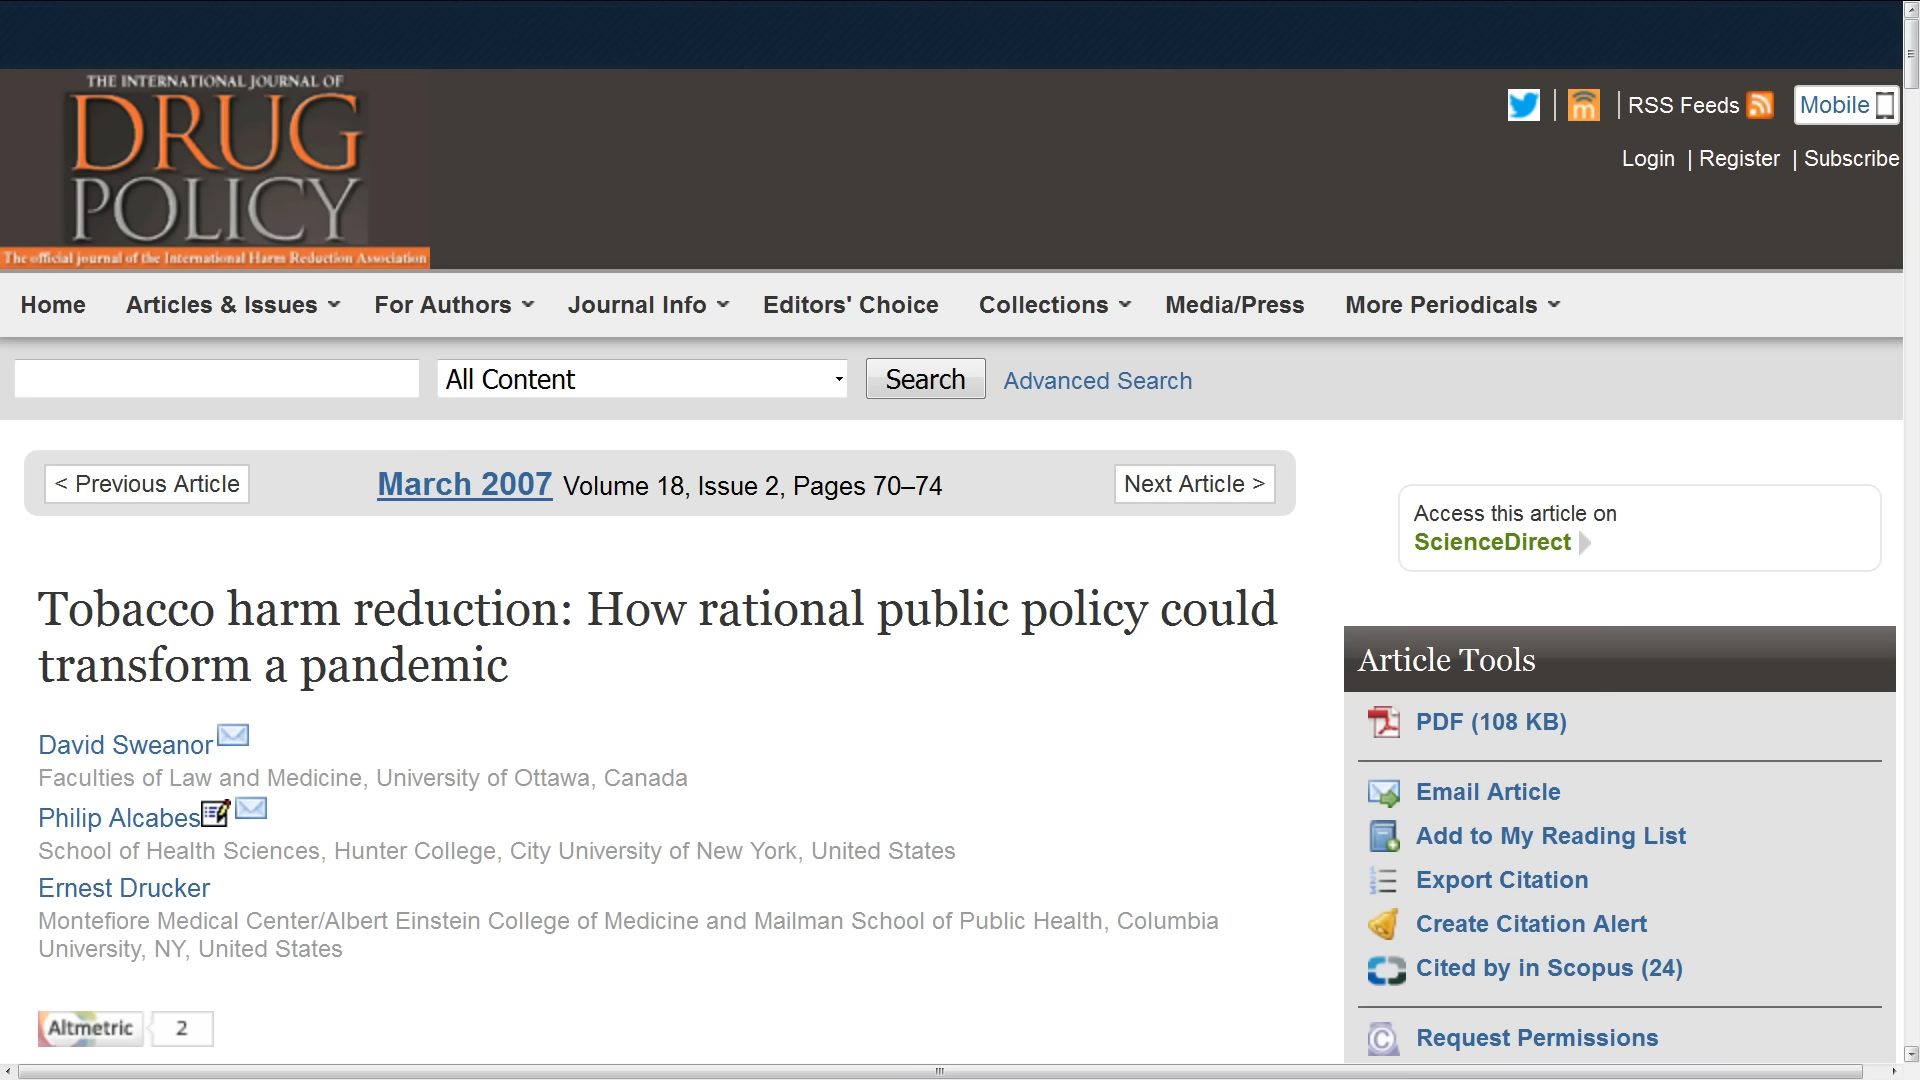 THE INTERNATIONAL JOURNAL OF
DRUG
POLICY
The official journal of the International Harm Reduction Association
RSS Feeds
Mobile
Login | Register | Subscribe
Home Articles & Issues For Authors Journal Info Editors' Choice Collections Media/Press More Periodicals
All Content Search Advanced Search
< Previous Article March 2007 Volume 18, Issue 2, Pages 70–74 Next Article >
Access this article on
ScienceDirect
Tobacco harm reduction: How rational public policy could
transform a pandemic
David Sweanor
Faculties of Law and Medicine, University of Ottawa, Canada
Philip Alcabes
School of Health Sciences, Hunter College, City University of New York, United States
Ernest Drucker
Montefiore Medical Center/Albert Einstein College of Medicine and Mailman School of Public Health, Columbia
University, NY, United States
Altmetric 2
Article Tools
PDF (108 KB)
Email Article
Add to My Reading List
Export Citation
Create Citation Alert
Cited by in Scopus (24)
Request Permissions